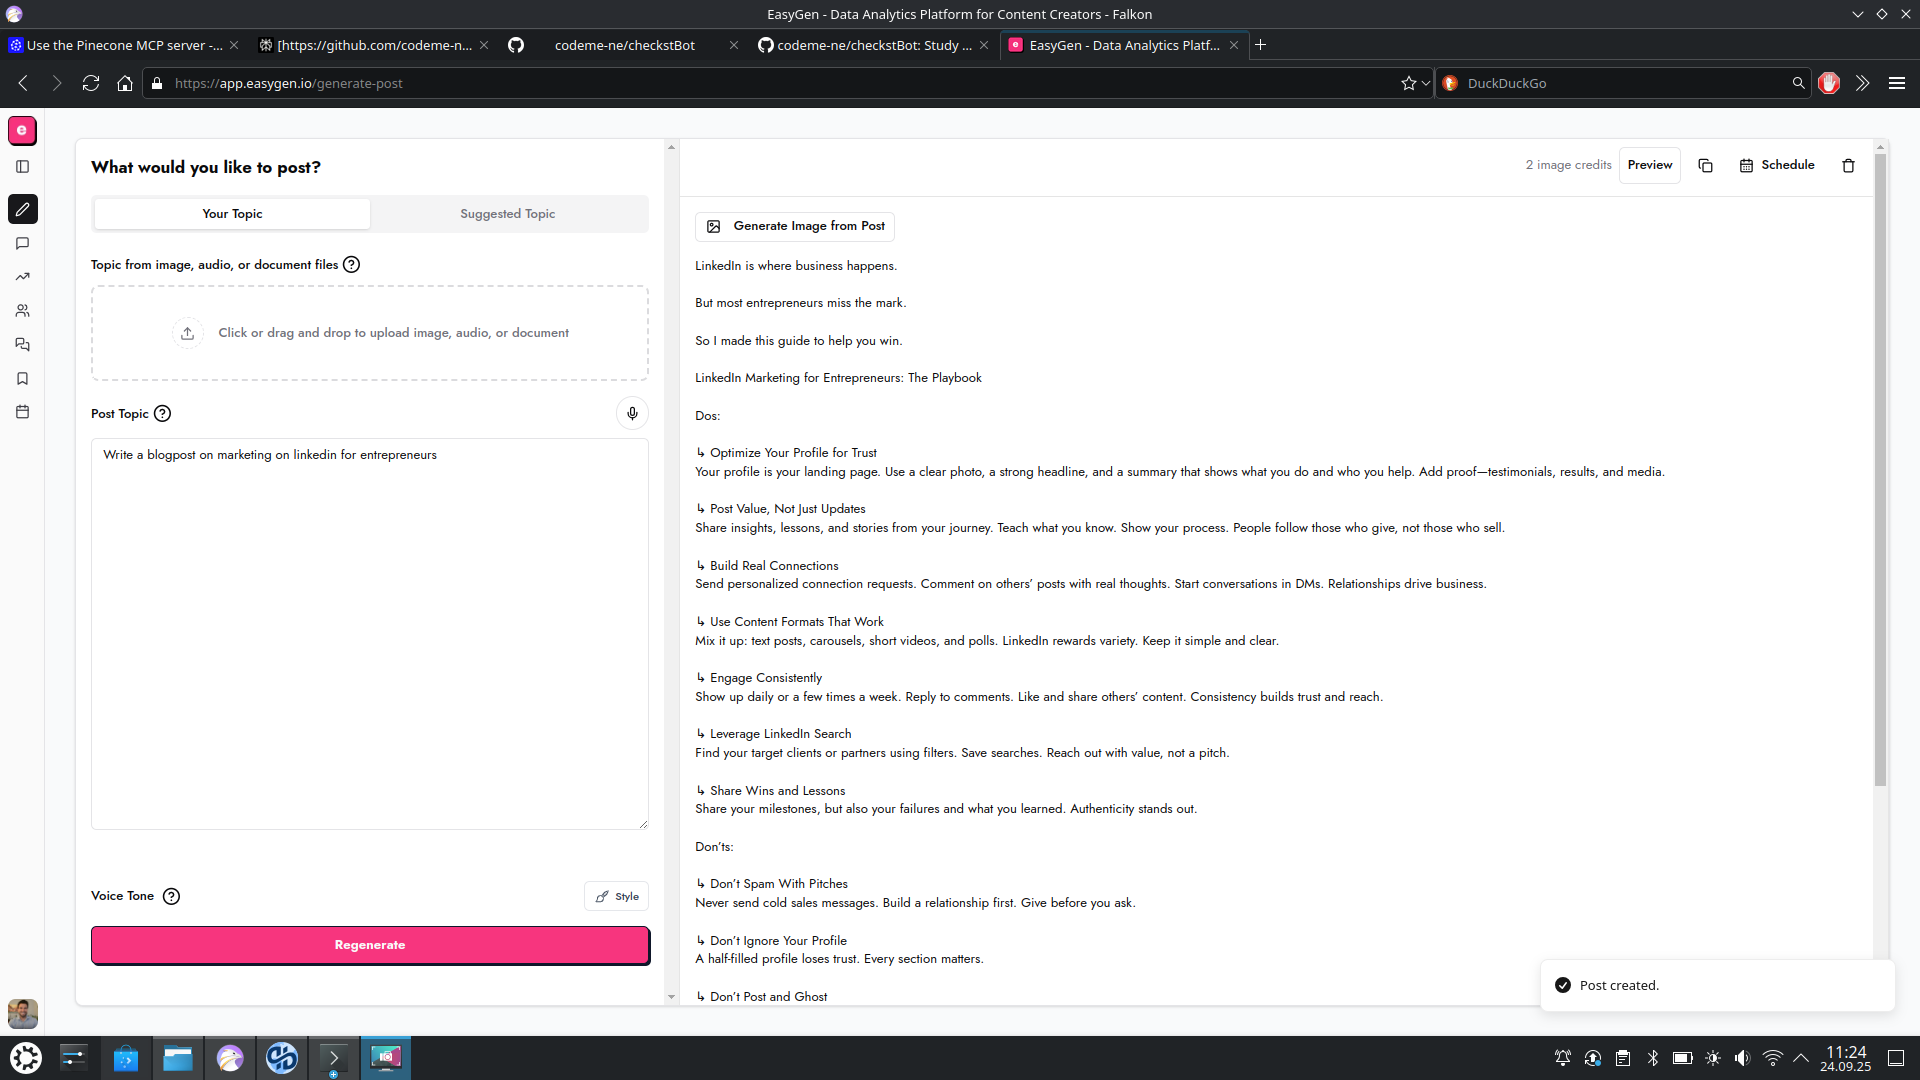 EasyGen - Data Analytics Platform for Content Creators - Falkon
Use the Pinecone MCP server -...
[https://github.com/codeme-n...
codeme-ne/checkstBot
codeme-ne/checkstBot: Study ...
EasyGen - Data Analytics Platf...
https://app.easygen.io/generate-post
DuckDuckGo
e
What would you like to post?
Your Topic
Suggested Topic
Topic from image, audio, or document files ?
Click or drag and drop to upload image, audio, or document
Post Topic ?
Write a blogpost on marketing on linkedin for entrepreneurs
Voice Tone ?
Style
Regenerate
2 image credits
Preview
Schedule
Generate Image from Post
LinkedIn is where business happens.
But most entrepreneurs miss the mark.
So I made this guide to help you win.
LinkedIn Marketing for Entrepreneurs: The Playbook
Dos:
↳ Optimize Your Profile for Trust
Your profile is your landing page. Use a clear photo, a strong headline, and a summary that shows what you do and who you help. Add proof—testimonials, results, and media.
↳ Post Value, Not Just Updates
Share insights, lessons, and stories from your journey. Teach what you know. Show your process. People follow those who give, not those who sell.
↳ Build Real Connections
Send personalized connection requests. Comment on others’ posts with real thoughts. Start conversations in DMs. Relationships drive business.
↳ Use Content Formats That Work
Mix it up: text posts, carousels, short videos, and polls. LinkedIn rewards variety. Keep it simple and clear.
↳ Engage Consistently
Show up daily or a few times a week. Reply to comments. Like and share others’ content. Consistency builds trust and reach.
↳ Leverage LinkedIn Search
Find your target clients or partners using filters. Save searches. Reach out with value, not a pitch.
↳ Share Wins and Lessons
Share your milestones, but also your failures and what you learned. Authenticity stands out.
Don’ts:
↳ Don’t Spam With Pitches
Never send cold sales messages. Build a relationship first. Give before you ask.
↳ Don’t Ignore Your Profile
A half-filled profile loses trust. Every section matters.
↳ Don’t Post and Ghost
Post created.
11:24
24.09.25